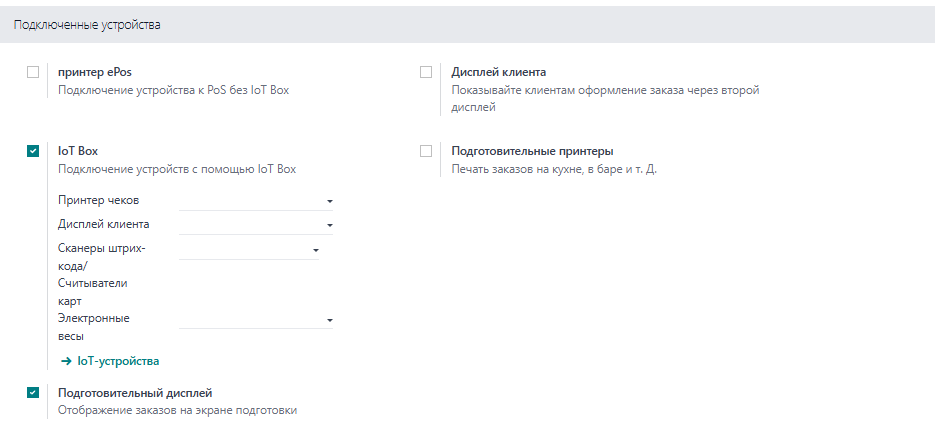 Подключенные устройства
принтер ePos
Подключение устройства к PoS без IoT Box
Дисплей клиента
Показывайте клиентам оформление заказа через второй
дисплей
IoT Box
Подключение устройств с помощью IoT Box
Подготовительные принтеры
Печать заказов на кухне, в баре и т. Д.
Принтер чеков
Дисплей клиента
Сканеры штрих-
кода/
Считыватели
карт
Электронные
весы
IoT-устройства
Подготовительный дисплей
Отображение заказов на экране подготовки